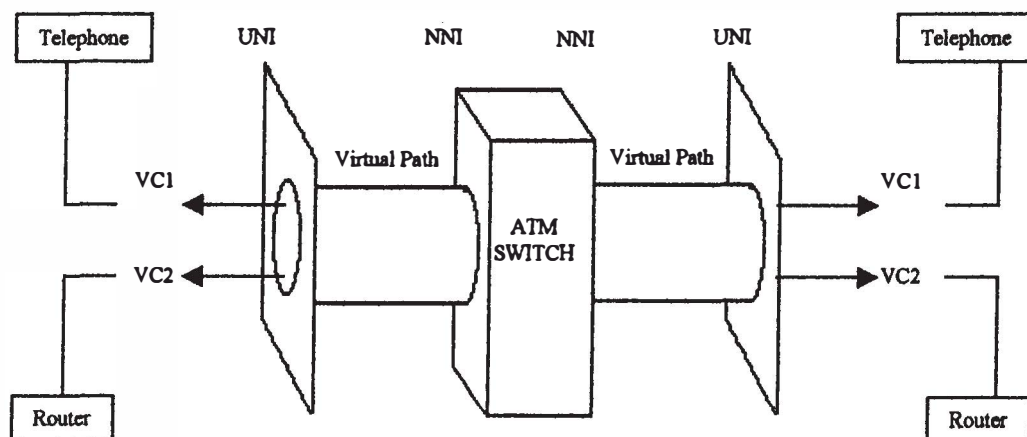 Telephone
UNI
NNI
NNI
UNI
Telephone
Virtual Path
Virtual Path
VC1
VC1
ATM
SWITCH
VC2
VC2
Router
Router